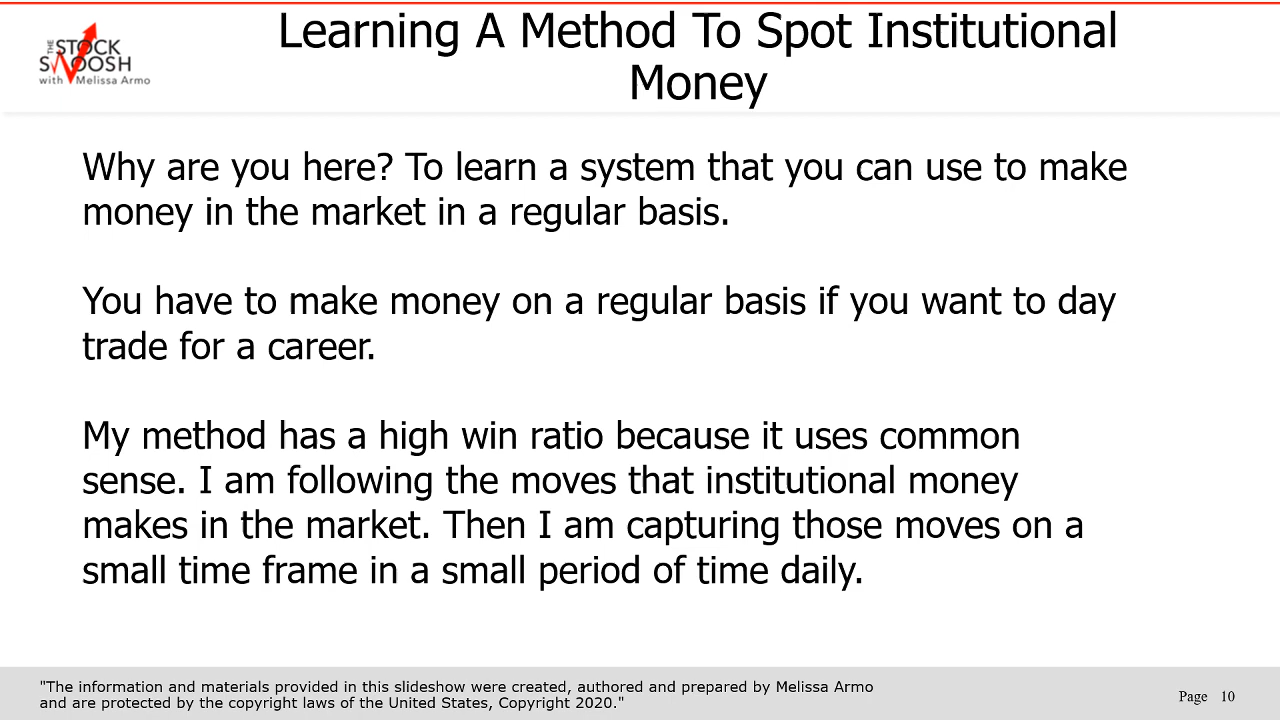 THE
STOCK
SWOOSH
with Melissa Armo
Learning A Method To Spot Institutional
Money
Why are you here? To learn a system that you can use to make
money in the market in a regular basis.
You have to make money on a regular basis if you want to day
trade for a career.
My method has a high win ratio because it uses common
sense. I am following the moves that institutional money
makes in the market. Then I am capturing those moves on a
small time frame in a small period of time daily.
"The information and materials provided in this slideshow were created, authored and prepared by Melissa Armo
and are protected by the copyright laws of the United States, Copyright 2020."
Page 10